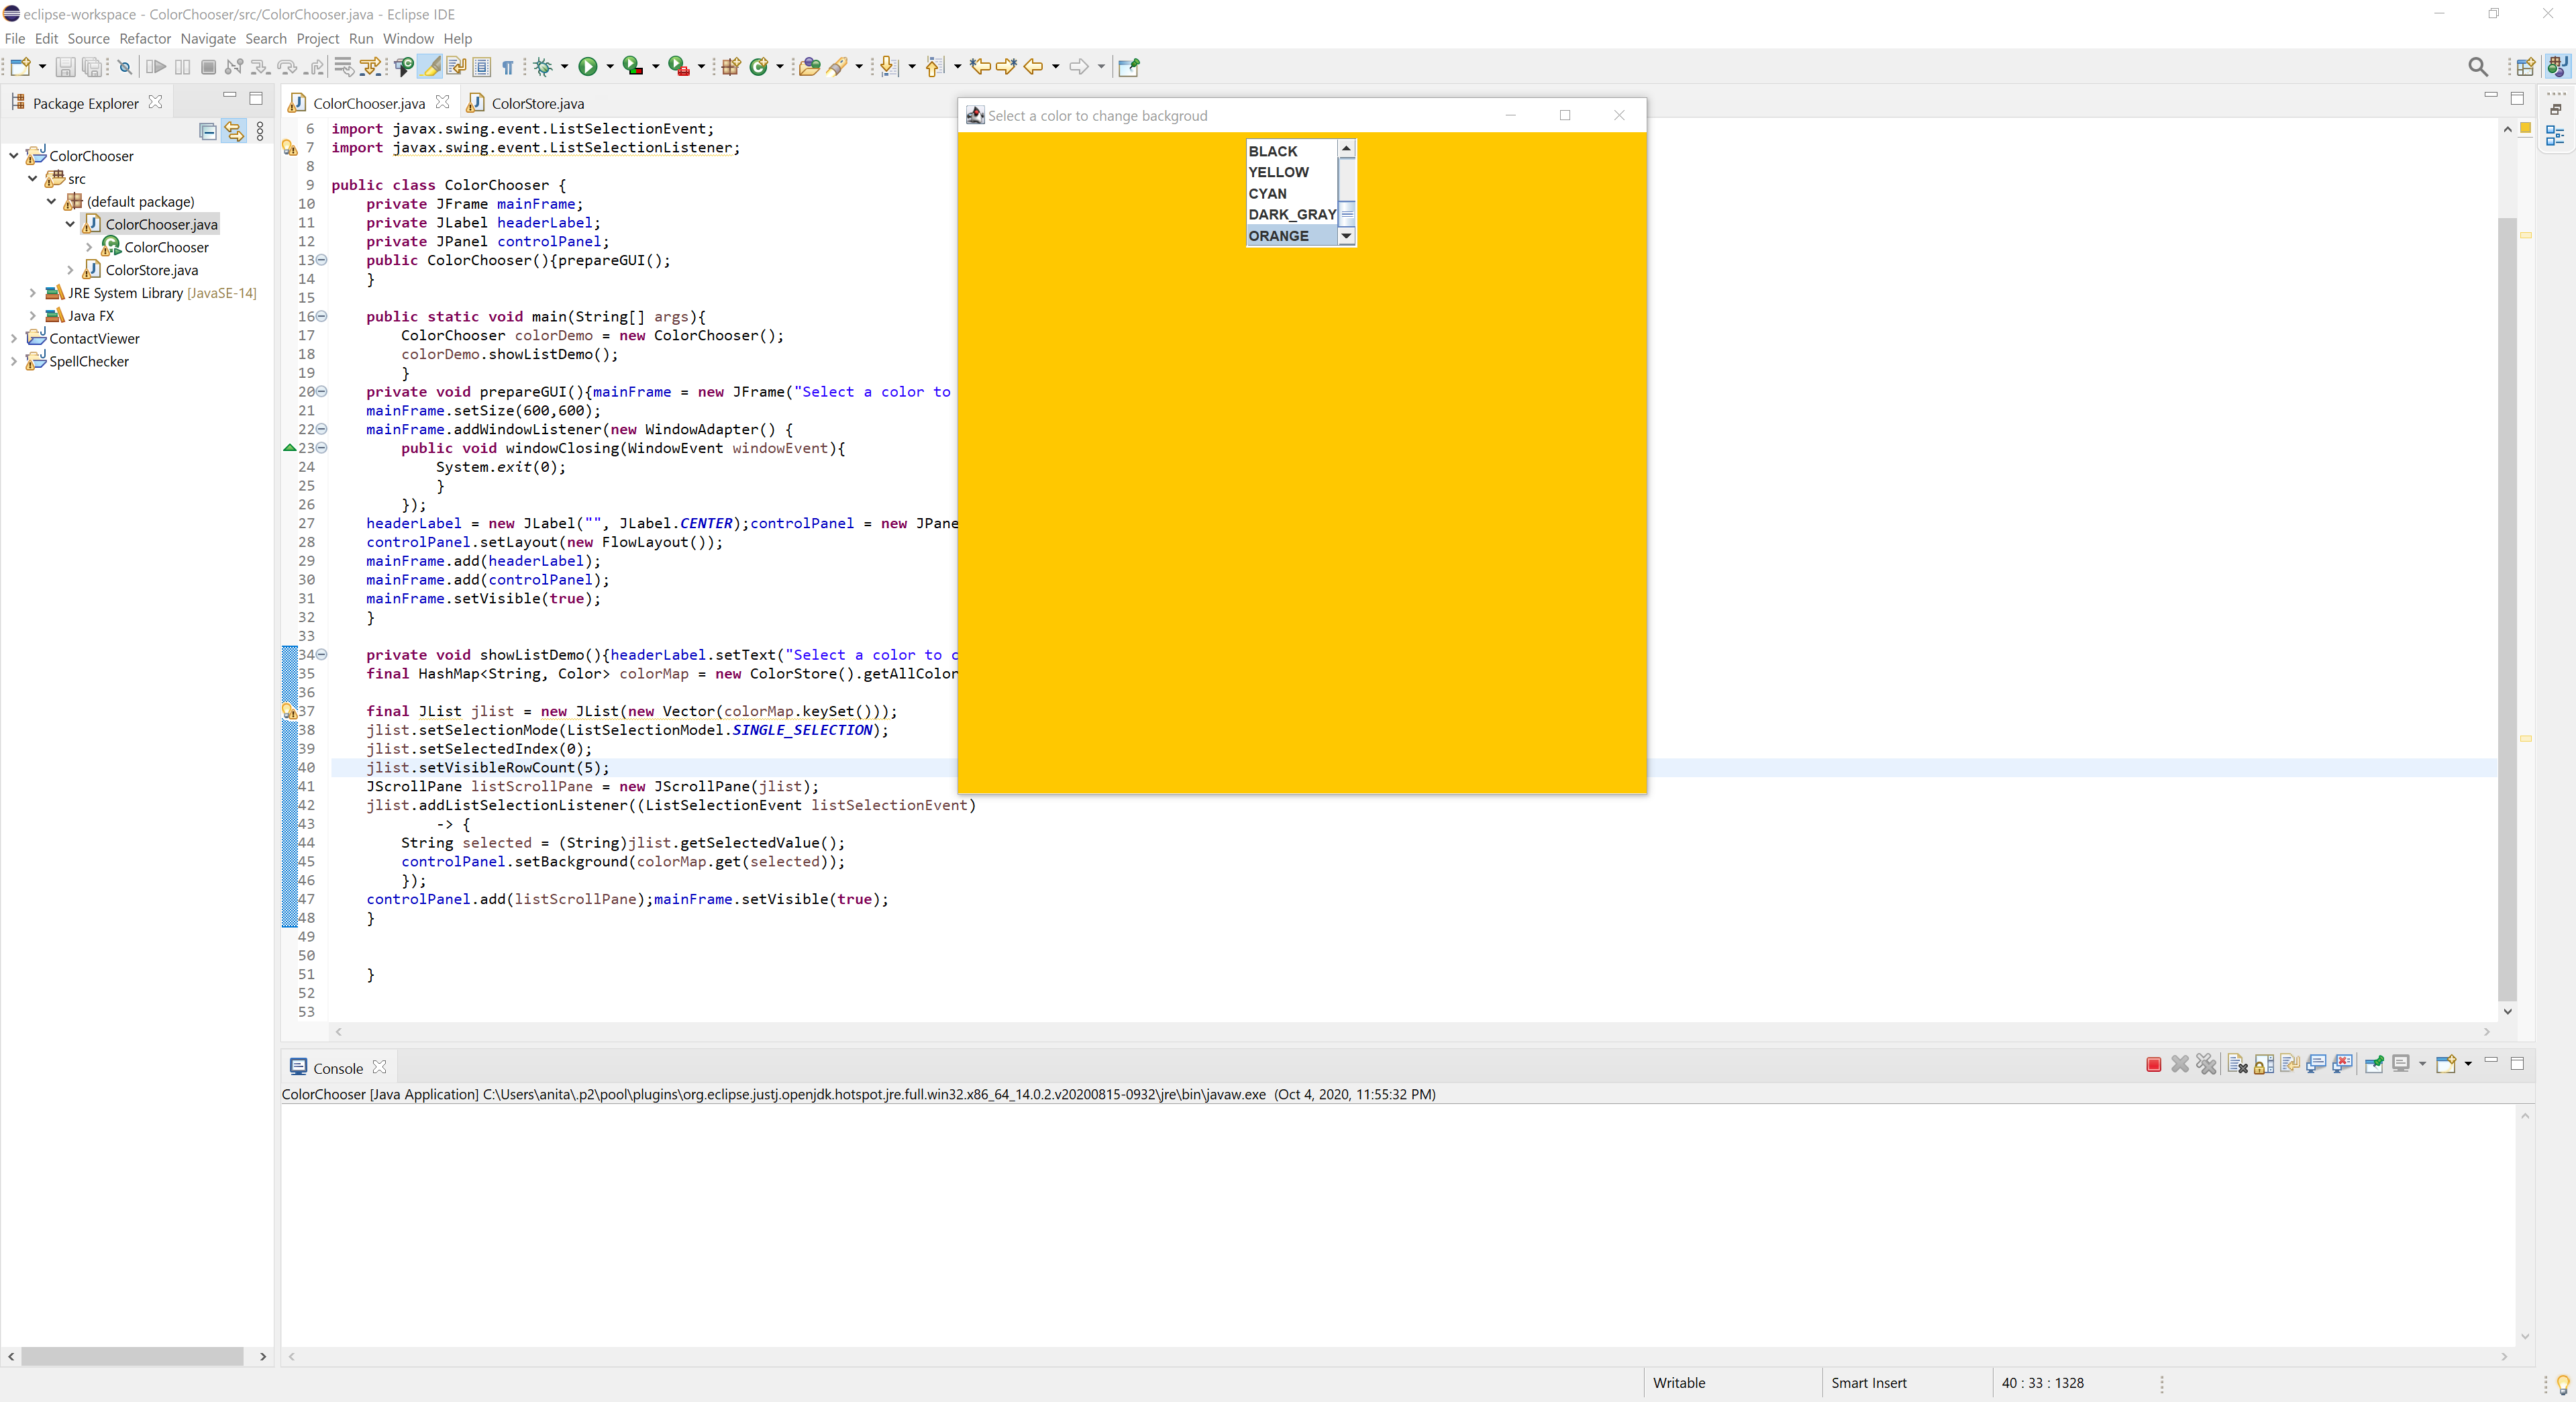 eclipse-workspace - ColorChooser/src/ColorChooser.java - Eclipse IDE
File Edit Source Refactor Navigate Search Project Run Window Help
Package Explorer
ColorChooser
src
(default package)
ColorChooser.java
ColorChooser
ColorStore.java
JRE System Library [JavaSE-14]
Java FX
ContactViewer
SpellChecker
ColorChooser.java
ColorStore.java
6 import javax.swing.event.ListSelectionEvent;
7 import javax.swing.event.ListSelectionListener;
8
9 public class ColorChooser {
10 private JFrame mainFrame;
11 private JLabel headerLabel;
12 private JPanel controlPanel;
13 public ColorChooser(){prepareGUI();
14 }
15
16 public static void main(String[] args){
17 ColorChooser colorDemo = new ColorChooser();
18 colorDemo.showListDemo();
19 }
20 private void prepareGUI(){mainFrame = new JFrame("Select a color to
21 mainFrame.setSize(600,600);
22 mainFrame.addWindowListener(new WindowAdapter() {
23 public void windowClosing(WindowEvent windowEvent){
24 System.exit(0);
25 }
26 });
27 headerLabel = new JLabel("", JLabel.CENTER);controlPanel = new JPane
28 controlPanel.setLayout(new FlowLayout());
29 mainFrame.add(headerLabel);
30 mainFrame.add(controlPanel);
31 mainFrame.setVisible(true);
32 }
33
34 private void showListDemo(){headerLabel.setText("Select a color to c
35 final HashMap<String, Color> colorMap = new ColorStore().getAllColor
36
37 final JList jlist = new JList(new Vector(colorMap.keySet()));
38 jlist.setSelectionMode(ListSelectionModel.SINGLE_SELECTION);
39 jlist.setSelectedIndex(0);
40 jlist.setVisibleRowCount(5);
41 JScrollPane listScrollPane = new JScrollPane(jlist);
42 jlist.addListSelectionListener((ListSelectionEvent listSelectionEvent)
43 -> {
44 String selected = (String)jlist.getSelectedValue();
45 controlPanel.setBackground(colorMap.get(selected));
46 });
47 controlPanel.add(listScrollPane);mainFrame.setVisible(true);
48 }
49
50
51 }
52
53
Select a color to change backgroud
BLACK
YELLOW
CYAN
DARK_GRAY
ORANGE
Console
ColorChooser [Java Application] C:\Users\anita\.p2\pool\plugins\org.eclipse.justj.openjdk.hotspot.jre.full.win32.x86_64_14.0.2.v20200815-0932\jre\bin\javaw.exe (Oct 4, 2020, 11:55:32 PM)
Writable
Smart Insert
40 : 33 : 1328